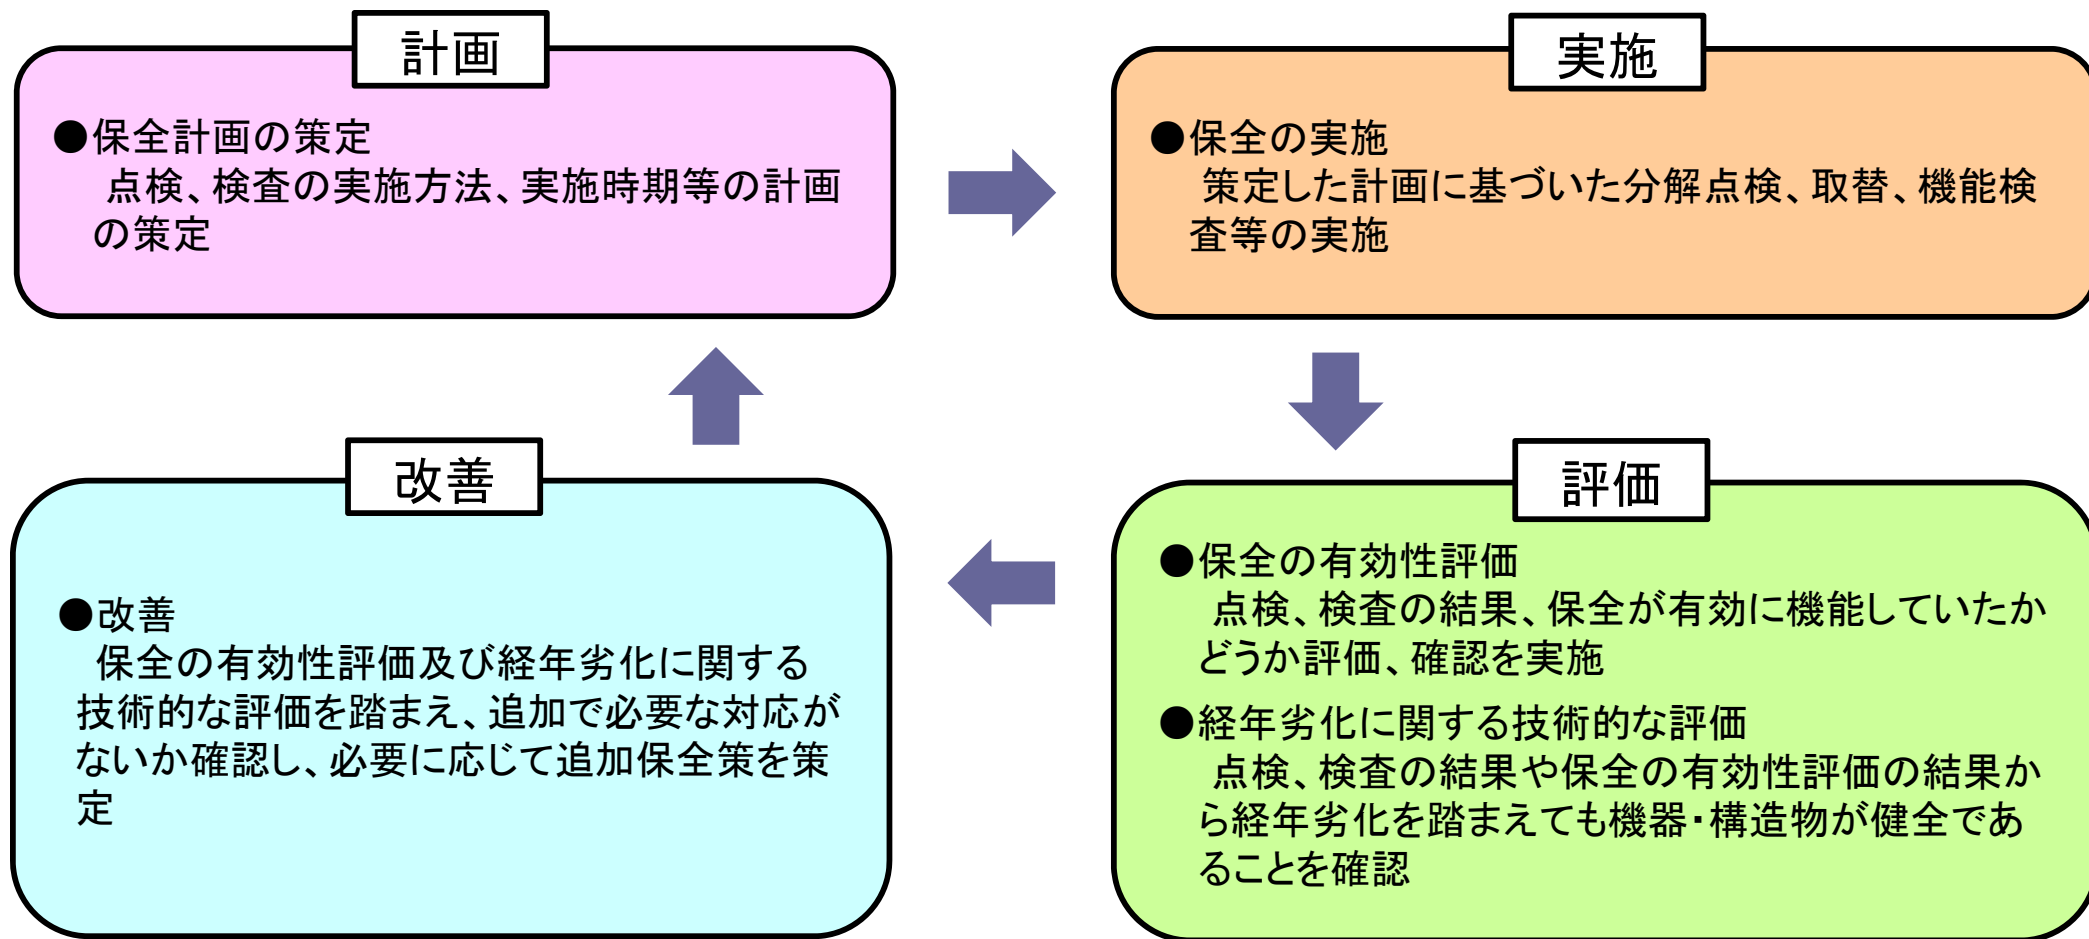 計画
●保全計画の策定
点検、検査の実施方法、実施時期等の計画
の策定
実施
●保全の実施
策定した計画に基づいた分解点検、取替、機能検
査等の実施
評価
●保全の有効性評価
点検、検査の結果、保全が有効に機能していたか
どうか評価、確認を実施
●経年劣化に関する技術的な評価
点検、検査の結果や保全の有効性評価の結果か
ら経年劣化を踏まえても機器・構造物が健全であ
ることを確認
改善
●改善
保全の有効性評価及び経年劣化に関する
技術的な評価を踏まえ、追加で必要な対応が
ないか確認し、必要に応じて追加保全策を策
定